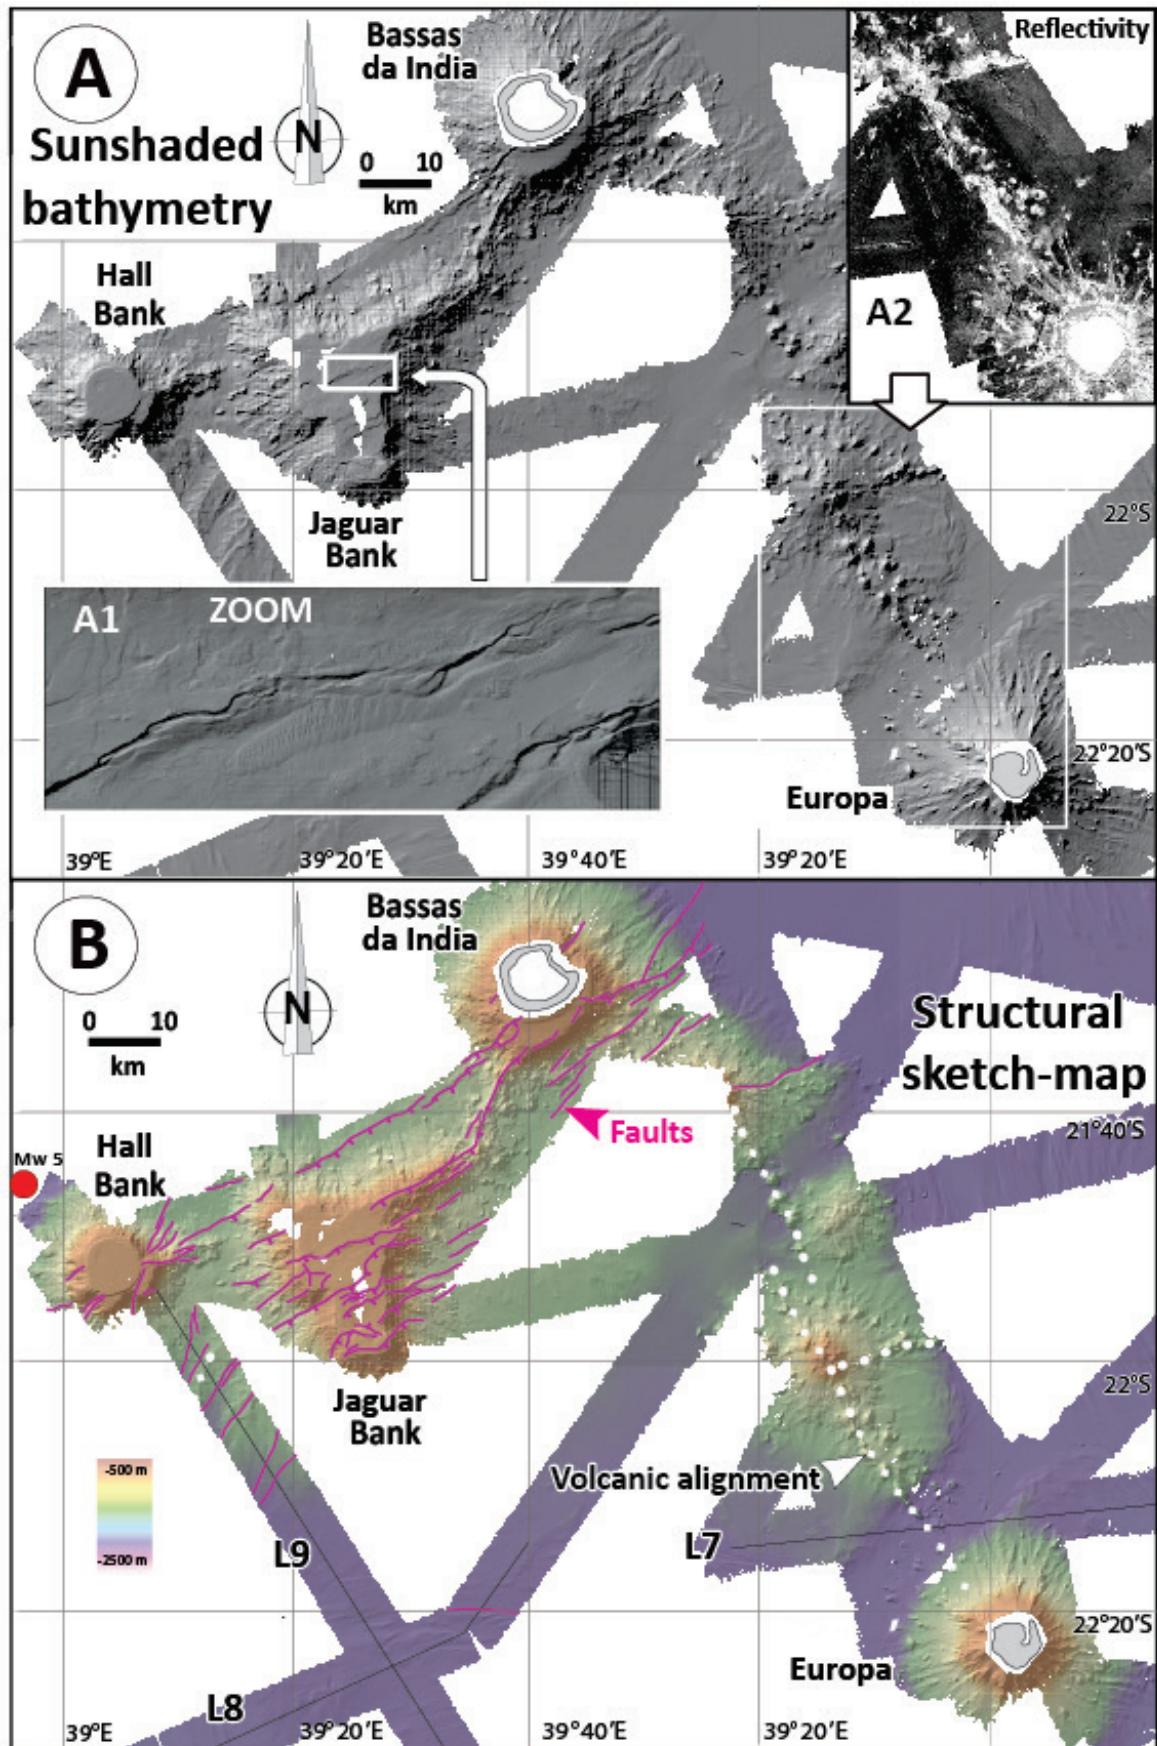 A
Sunshaded
bathymetry
N
0 10
km
Bassas
da India
Reflectivity
A2
Hall
Bank
Jaguar
Bank
22°S
A1 ZOOM
22°20'S
Europa
39°E
39°20'E
39°40'E
39°20'E
B
Bassas
da India
N
0 10
km
Structural
sketch-map
Faults
21°40'S
Mw 5
Hall
Bank
22°S
Jaguar
Bank
Volcanic alignment
-500 m
-2500 m
L9
L7
22°20'S
Europa
L8
39°E
39°20'E
39°40'E
39°20'E